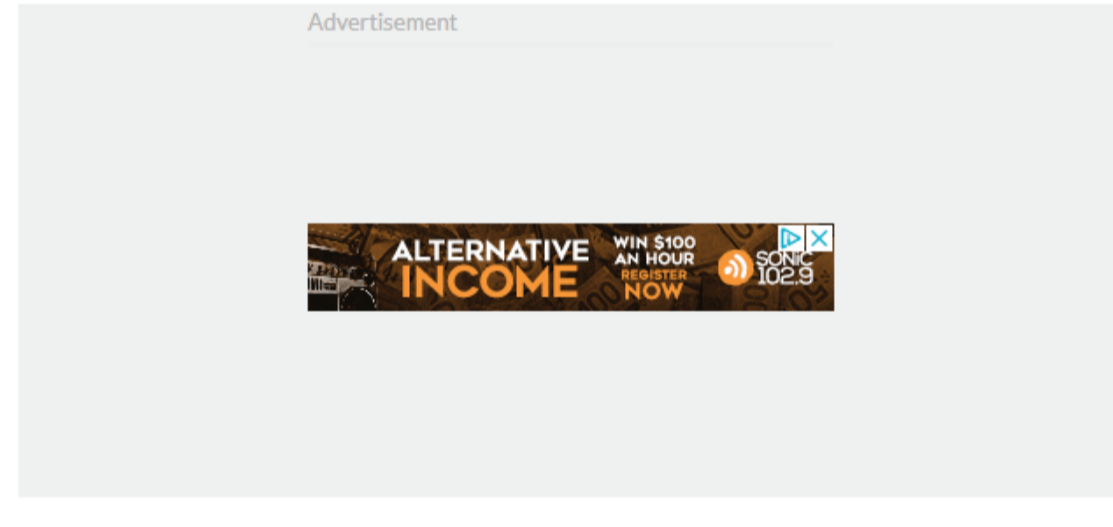 Advertisement
ALTERNATIVE
INCOME
WIN $100
AN HOUR
REGISTER
NOW
SONiC
102.9